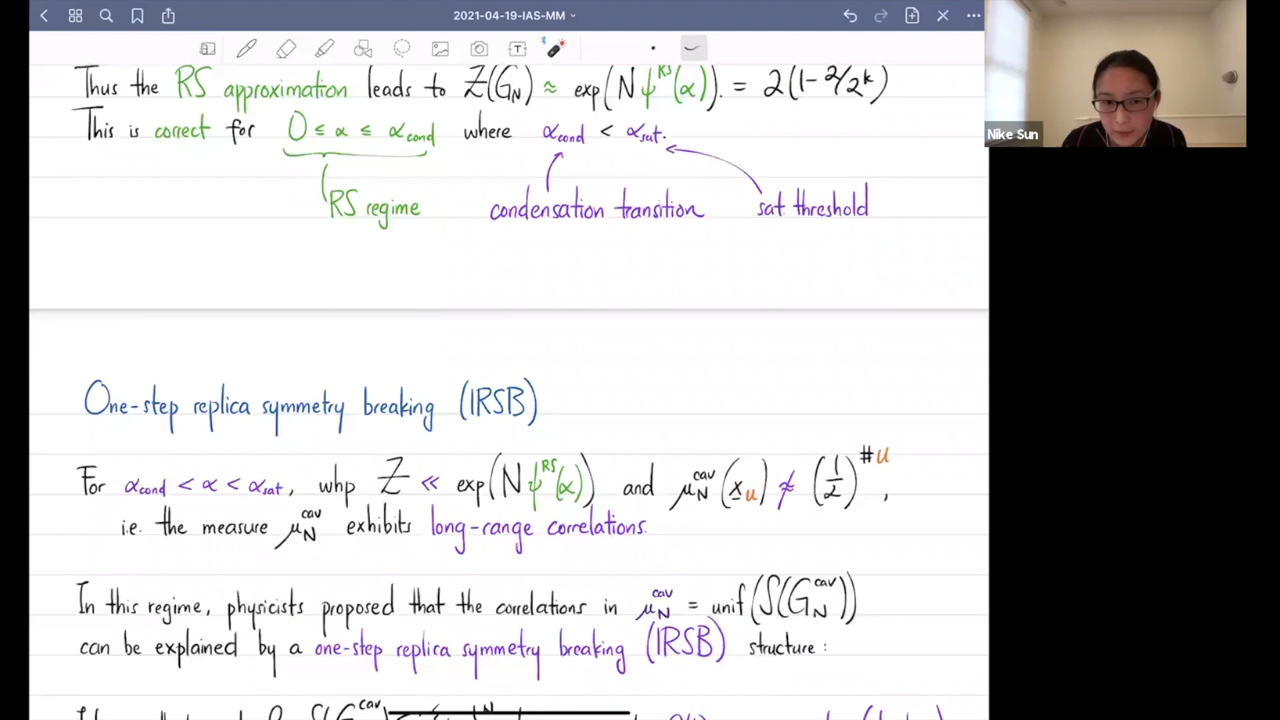 2021-04-19-IAS-MM
Nike Sun
Thus the RS approximation leads to Z(G_N) ≈ exp(N ψ^RS(α)). = 2(1-2/2^k)
This is correct for 0 ≤ α ≤ α_cond where α_cond < α_sat.
RS regime condensation transition sat threshold
One-step replica symmetry breaking (1RSB)
For α_cond < α < α_sat, whp Z ≪ exp(N ψ^RS(α)) and μ_N^cav(x_u) ≉ (1/2)^#u,
i.e. the measure μ_N^cav exhibits long-range correlations.
In this regime, physicists proposed that the correlations in μ_N^cav = unif(S(G_N^cav))
can be explained by a one-step replica symmetry breaking (1RSB) structure: